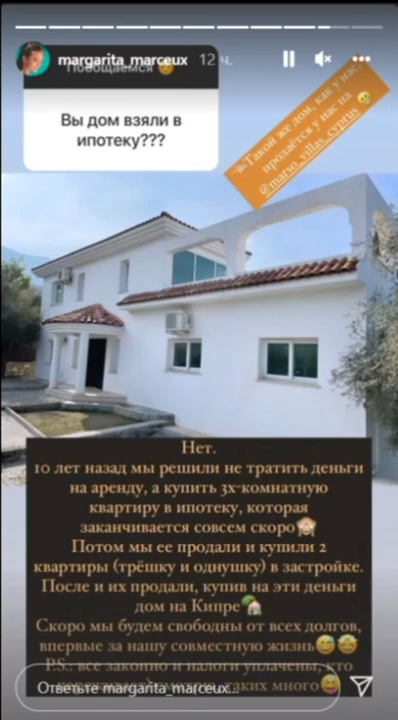 margarita_marceux 12 ч.
Пообщаемся
Вы дом взяли в
ипотеку???
Такой же дом, как у нас,
продаётся у нас на
@marso_villas_cyprus
Нет.
10 лет назад мы решили не тратить деньги
на аренду, а купить 3х-комнатную
квартиру в ипотеку, которая
заканчивается совсем скоро🙈
Потом мы ее продали и купили 2
квартиры (трёшку и однушку) в застройке.
После и их продали, купив на эти деньги
дом на Кипре🏡
Скоро мы будем свободны от всех долгов,
впервые за нашу совместную жизнь😅🤩
P.S.: все законно и налоги уплачены, кто
таких много😄
Ответьте margarita_marceux...